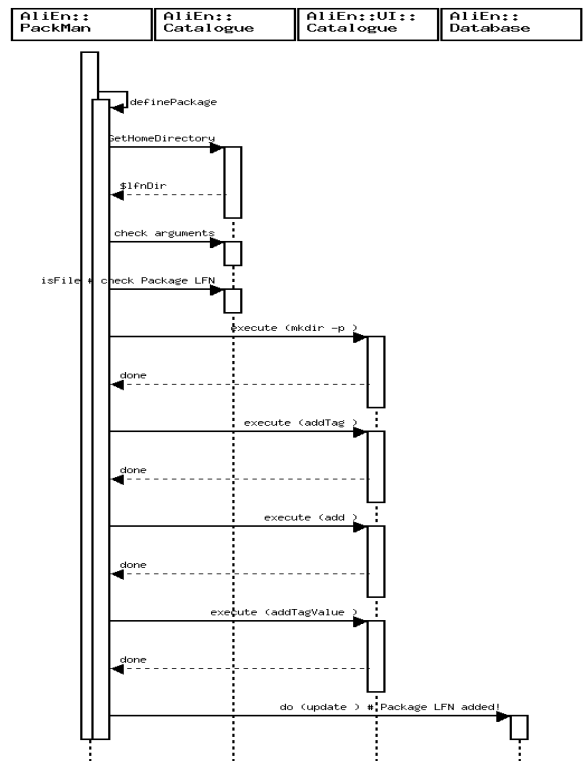 AliEn::
PackMan
AliEn::
Catalogue
AliEn::UI::
Catalogue
AliEn::
Database
definePackage
GetHomeDirectory
$lfnDir
check arguments
isFile # check Package LFN
execute (mkdir -p )
done
execute (addTag )
done
execute (add )
done
execute (addTagValue )
done
do (update ) # Package LFN added!